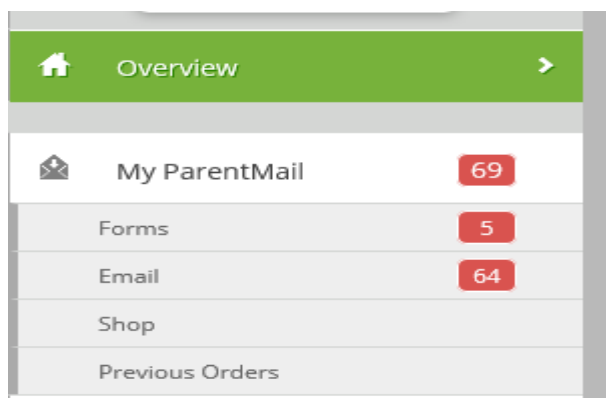 Overview
My ParentMail 69
Forms 5
Email 64
Shop
Previous Orders